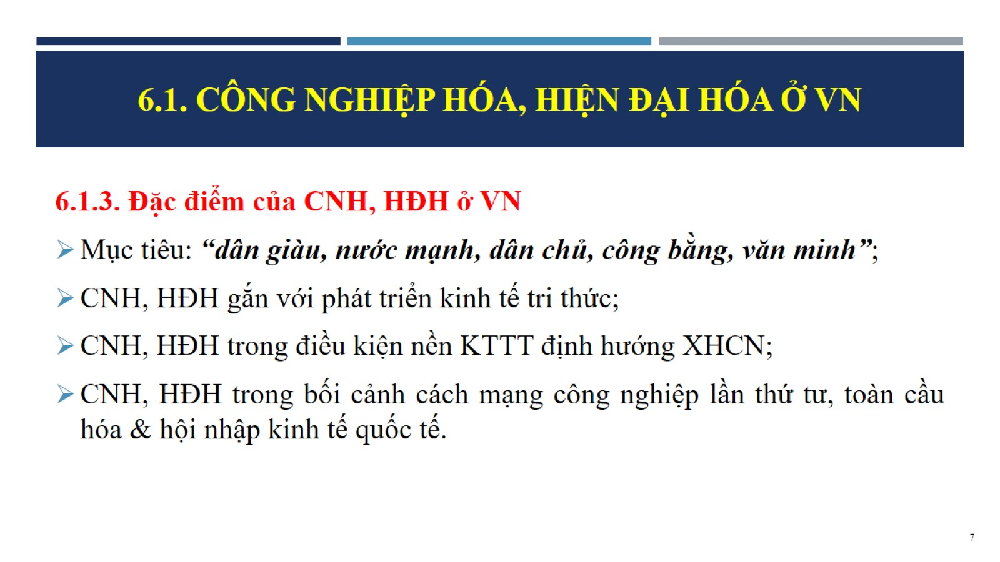 6.1. CÔNG NGHIỆP HÓA, HIỆN ĐẠI HÓA Ở VN
6.1.3. Đặc điểm của CNH, HĐH ở VN
Mục tiêu: “dân giàu, nước mạnh, dân chủ, công bằng, văn minh”;
CNH, HĐH gắn với phát triển kinh tế tri thức;
CNH, HĐH trong điều kiện nền KTTT định hướng XHCN;
CNH, HĐH trong bối cảnh cách mạng công nghiệp lần thứ tư, toàn cầu
hóa & hội nhập kinh tế quốc tế.
7